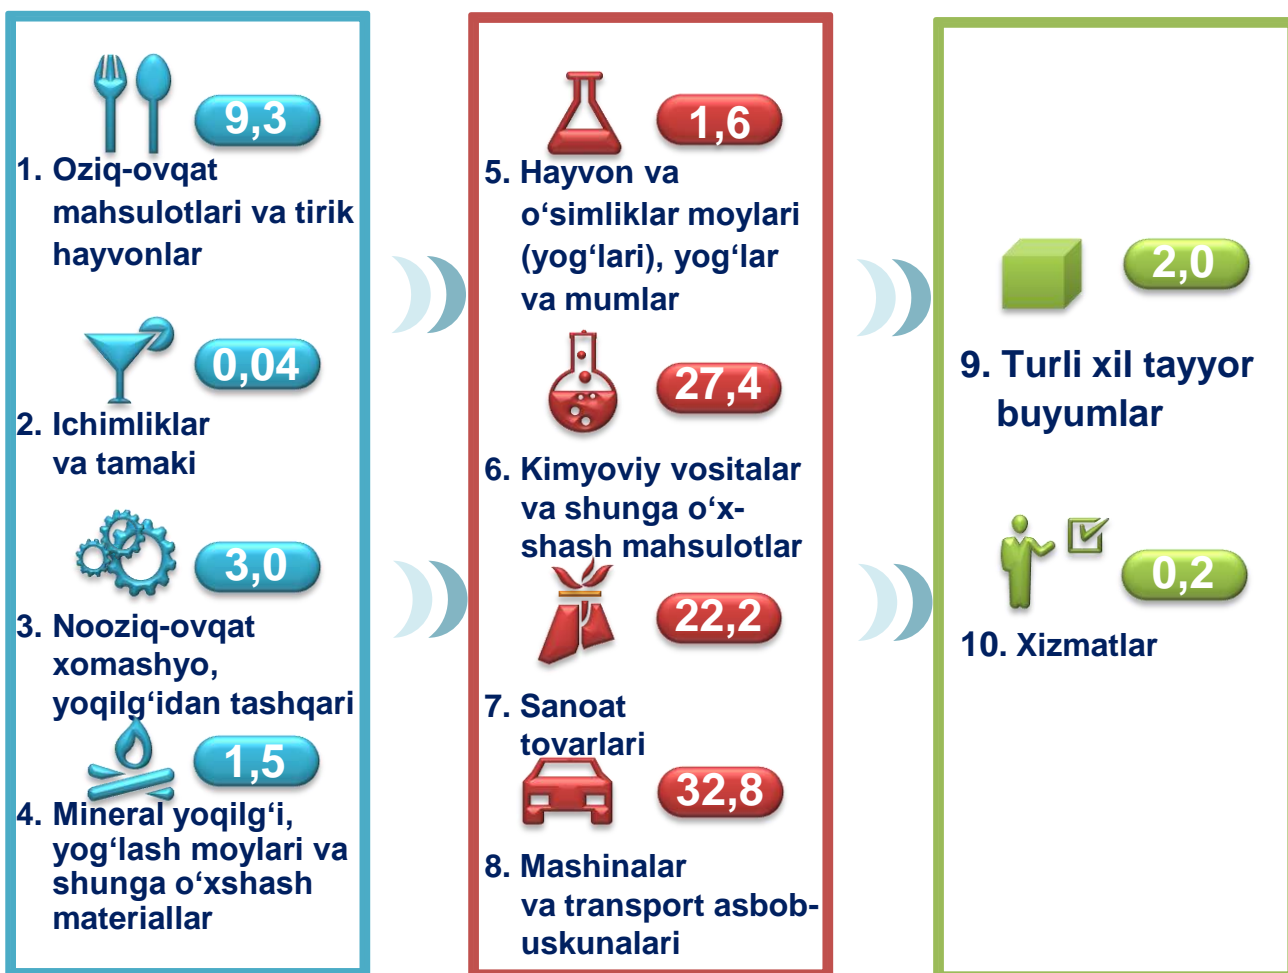 9,3
1. Oziq-ovqat
mahsulotlari va tirik
hayvonlar
0,04
2. Ichimliklar
va tamaki
3,0
3. Nooziq-ovqat
xomashyo,
yoqilg‘idan tashqari
1,5
4. Mineral yoqilg‘i,
yog‘lash moylari va
shunga o‘xshash
materiallar
1,6
5. Hayvon va
o‘simliklar moylari
(yog‘lari), yog‘lar
va mumlar
27,4
6. Kimyoviy vositalar
va shunga o‘x-
shash mahsulotlar
22,2
7. Sanoat
tovarlari
32,8
8. Mashinalar
va transport asbob-
uskunalari
2,0
9. Turli xil tayyor
buyumlar
0,2
10. Xizmatlar